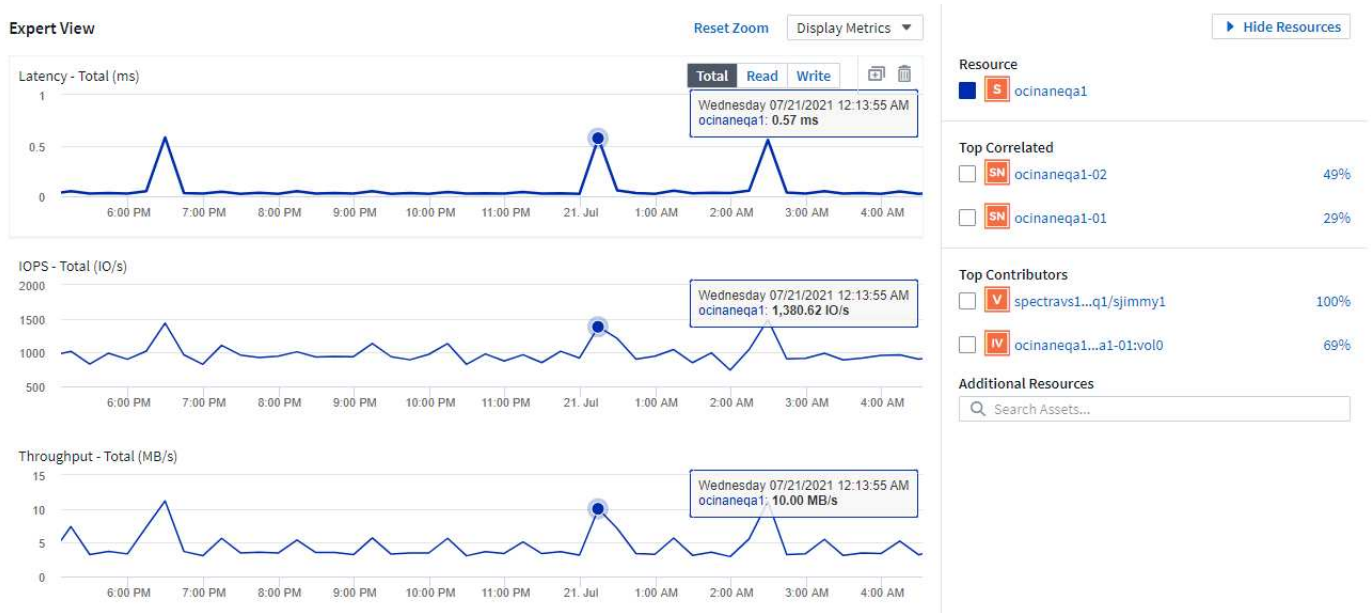 Expert View
Reset Zoom
Display Metrics
Hide Resources
Latency - Total (ms)
Total Read Write
Wednesday 07/21/2021 12:13:55 AM
ocinaneqa1: 0.57 ms
1
0.5
0
6:00 PM 7:00 PM 8:00 PM 9:00 PM 10:00 PM 11:00 PM 21. Jul 1:00 AM 2:00 AM 3:00 AM 4:00 AM
IOPS - Total (IO/s)
Wednesday 07/21/2021 12:13:55 AM
ocinaneqa1: 1,380.62 IO/s
2000
1500
1000
500
6:00 PM 7:00 PM 8:00 PM 9:00 PM 10:00 PM 11:00 PM 21. Jul 1:00 AM 2:00 AM 3:00 AM 4:00 AM
Throughput - Total (MB/s)
Wednesday 07/21/2021 12:13:55 AM
ocinaneqa1: 10.00 MB/s
15
10
5
0
6:00 PM 7:00 PM 8:00 PM 9:00 PM 10:00 PM 11:00 PM 21. Jul 1:00 AM 2:00 AM 3:00 AM 4:00 AM
Resource
S ocinaneqa1
Top Correlated
SN ocinaneqa1-02 49%
SN ocinaneqa1-01 29%
Top Contributors
V spectravs1...q1/sjimmy1 100%
IV ocinaneqa1...a1-01:vol0 69%
Additional Resources
Search Assets...